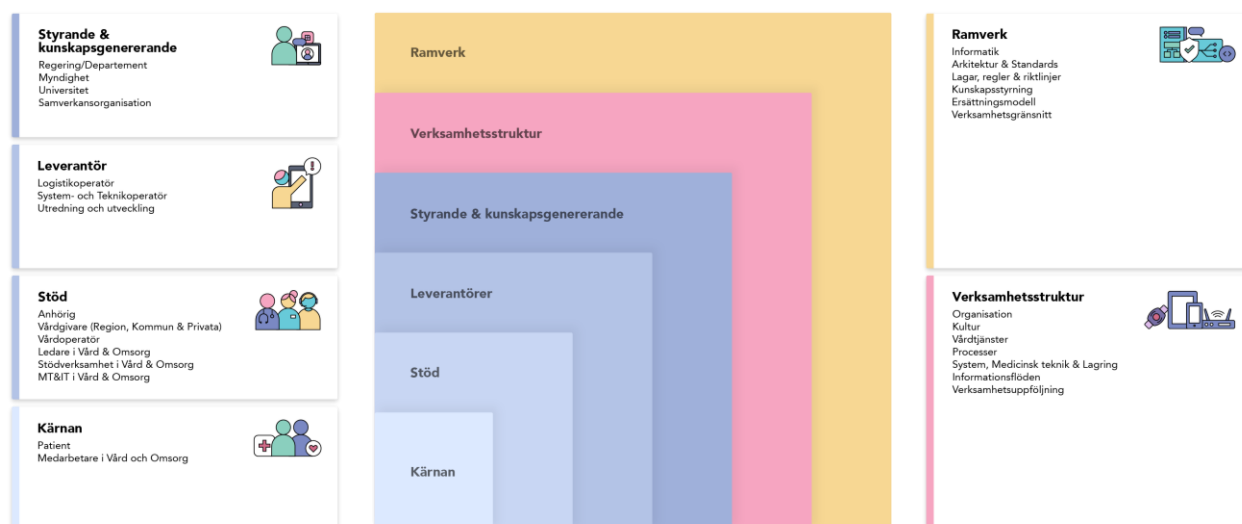 Styrande &
kunskapsgenererande
Regering/Departement
Myndighet
Universitet
Samverkansorganisation
Leverantör
Logistikoperatör
System- och Teknikoperatör
Utredning och utveckling
Stöd
Anhörig
Vårdgivare (Region, Kommun & Privata)
Vårdoperatör
Ledare i Vård & Omsorg
Stödverksamhet i Vård & Omsorg
MT&IT i Vård & Omsorg
Kärnan
Patient
Medarbetare i Vård och Omsorg
Ramverk
Verksamhetsstruktur
Styrande & kunskapsgenererande
Leverantörer
Stöd
Kärnan
Ramverk
Informatik
Arkitektur & Standards
Lagar, regler & riktlinjer
Kunskapsstyrning
Ersättningsmodell
Verksamhetsgränsnitt
Verksamhetsstruktur
Organisation
Kultur
Vårdtjänster
Processer
System, Medicinsk teknik & Lagring
Informationsflöden
Verksamhetsuppföljning